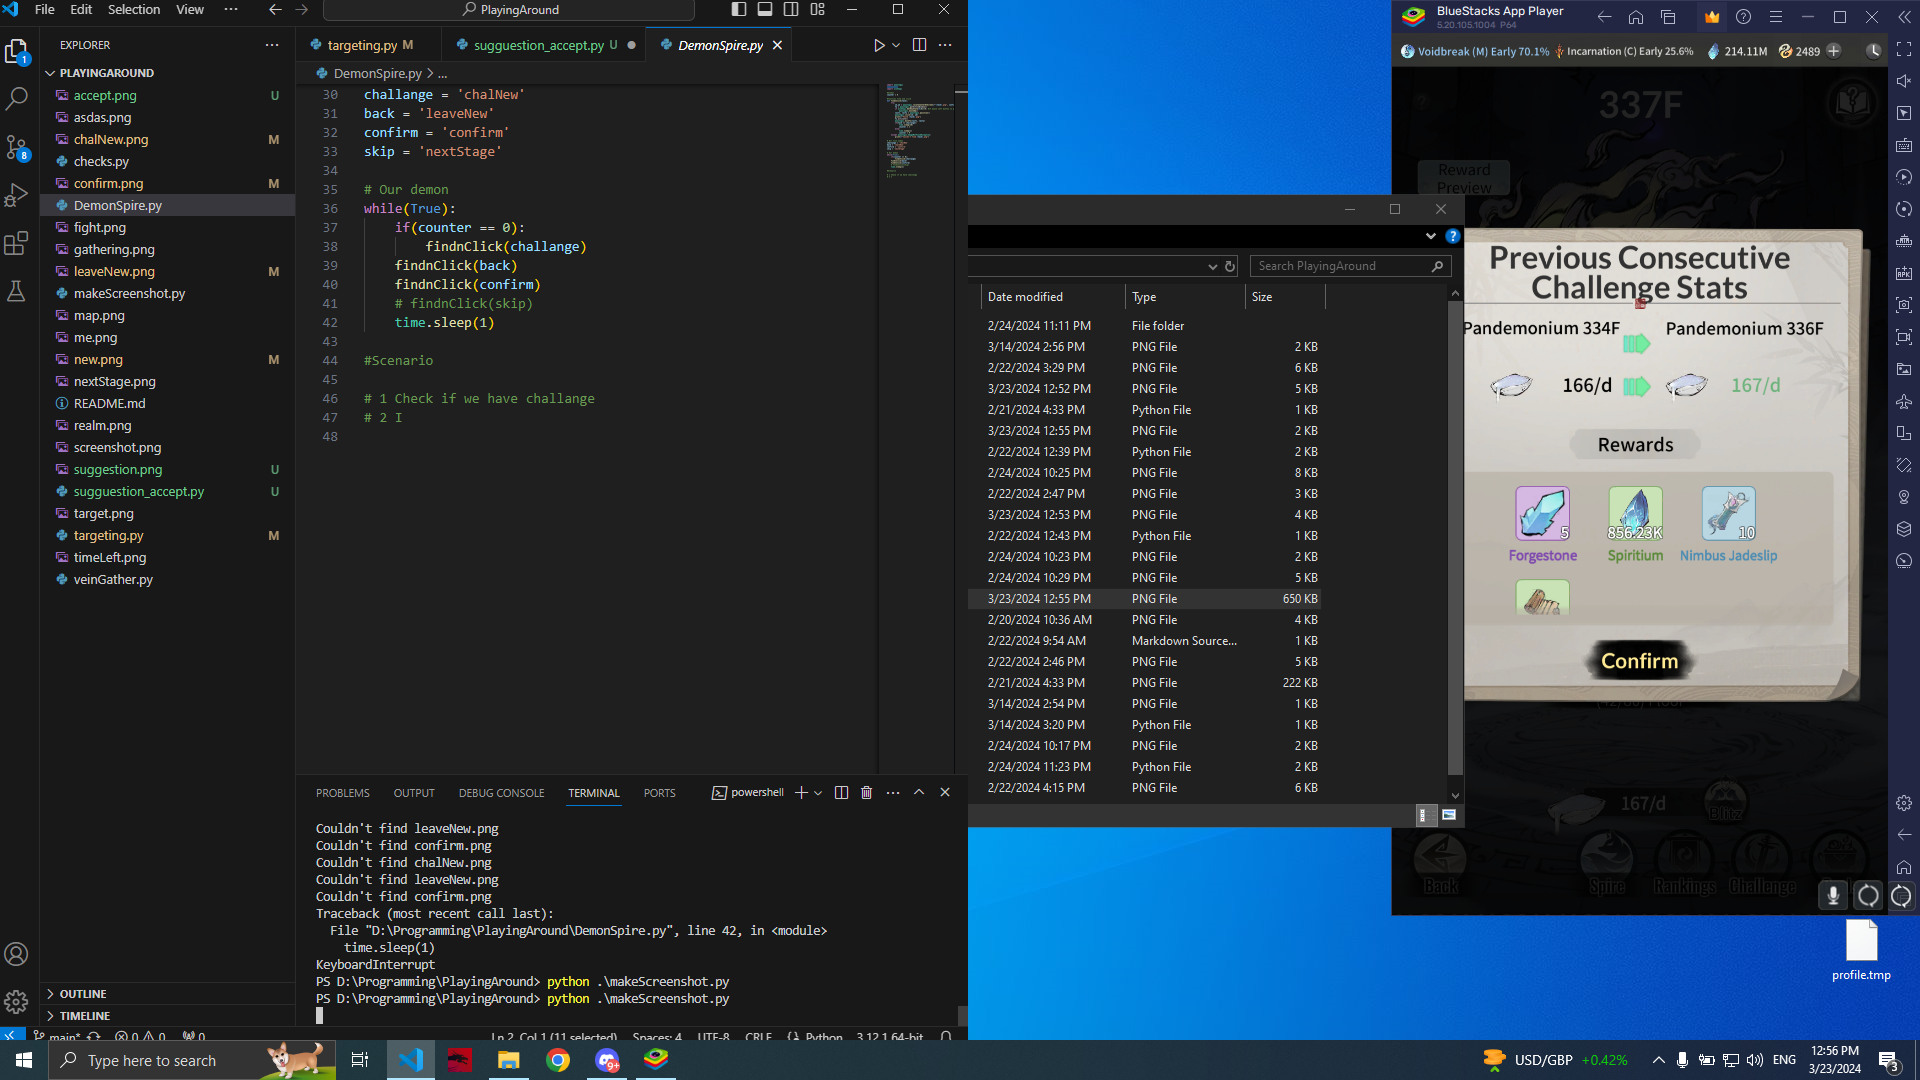 File Edit Selection View ··· PlayingAround
EXPLORER
PLAYINGAROUND
accept.png U
asdas.png
chalNew.png M
checks.py
confirm.png M
DemonSpire.py
fight.png
gathering.png
leaveNew.png M
makeScreenshot.py
map.png
me.png
new.png M
nextStage.png
README.md
realm.png
screenshot.png
suggestion.png U
sugguestion_accept.py U
target.png
targeting.py M
timeLeft.png
veinGather.py
OUTLINE
TIMELINE
1
8
targeting.py M sugguestion_accept.py U DemonSpire.py
DemonSpire.py > ...
30 challange = 'chalNew'
31 back = 'leaveNew'
32 confirm = 'confirm'
33 skip = 'nextStage'
34
35 # Our demon
36 while(True):
37 if(counter == 0):
38 findnClick(challange)
39 findnClick(back)
40 findnClick(confirm)
41 # findnClick(skip)
42 time.sleep(1)
43
44 #Scenario
45
46 # 1 Check if we have challange
47 # 2 I
48
PROBLEMS OUTPUT DEBUG CONSOLE TERMINAL PORTS powershell
Couldn't find leaveNew.png
Couldn't find confirm.png
Couldn't find chalNew.png
Couldn't find leaveNew.png
Couldn't find confirm.png
Traceback (most recent call last):
File "D:\Programming\PlayingAround\DemonSpire.py", line 42, in <module>
time.sleep(1)
KeyboardInterrupt
PS D:\Programming\PlayingAround> python .\makeScreenshot.py
PS D:\Programming\PlayingAround> python .\makeScreenshot.py
main* 0 0 0 Ln 2, Col 1 (11 selected) Spaces: 4 UTF-8 CRLF Python 3.12.1 64-bit
Search PlayingAround
Date modified Type Size
2/24/2024 11:11 PM File folder
3/14/2024 2:56 PM PNG File 2 KB
2/22/2024 3:29 PM PNG File 6 KB
3/23/2024 12:52 PM PNG File 5 KB
2/21/2024 4:33 PM Python File 1 KB
3/23/2024 12:55 PM PNG File 2 KB
2/22/2024 12:39 PM Python File 2 KB
2/24/2024 10:25 PM PNG File 8 KB
2/22/2024 2:47 PM PNG File 3 KB
3/23/2024 12:53 PM PNG File 4 KB
2/22/2024 12:43 PM Python File 1 KB
2/24/2024 10:23 PM PNG File 2 KB
2/24/2024 10:29 PM PNG File 5 KB
3/23/2024 12:55 PM PNG File 650 KB
2/20/2024 10:36 AM PNG File 4 KB
2/22/2024 9:54 AM Markdown Source... 1 KB
2/22/2024 2:46 PM PNG File 5 KB
2/21/2024 4:33 PM PNG File 222 KB
3/14/2024 2:54 PM PNG File 1 KB
3/14/2024 3:20 PM Python File 1 KB
2/24/2024 10:17 PM PNG File 2 KB
2/24/2024 11:23 PM Python File 2 KB
2/22/2024 4:15 PM PNG File 6 KB
BlueStacks App Player
5.20.105.1004 P64
Voidbreak (M) Early 70.1% Incarnation (C) Early 25.6% 214.11M 2489
337F
Reward
Preview
Previous Consecutive
Challenge Stats
Pandemonium 334F Pandemonium 336F
166/d 167/d
Rewards
5 856.23K 10
Forgestone Spiritium Nimbus Jadeslip
Confirm
167/d Blitz
Back Spire Rankings Challenge
profile.tmp
Type here to search
9+
USD/GBP +0.42%
ENG
12:56 PM
3/23/2024
3